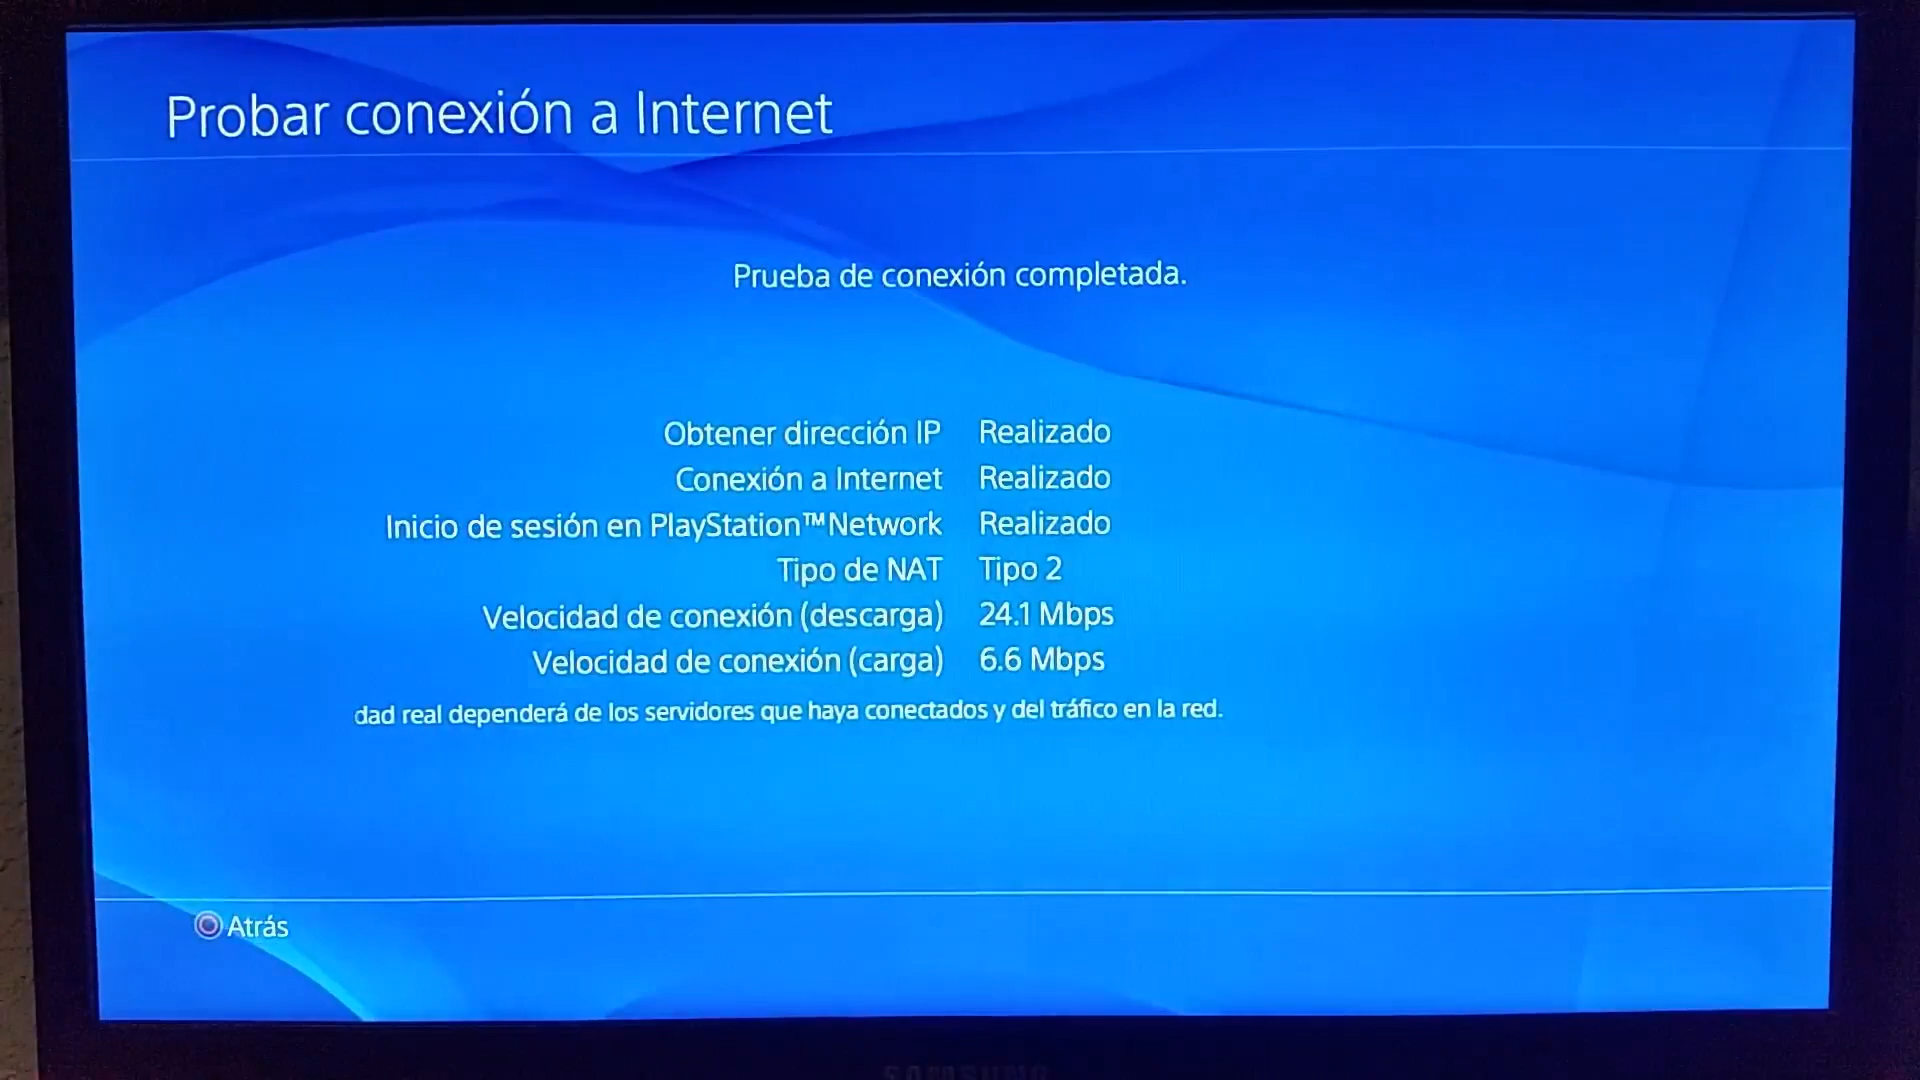 Probar conexión a Internet
Prueba de conexión completada.
Obtener dirección IP Realizado
Conexión a Internet Realizado
Inicio de sesión en PlayStation™Network Realizado
Tipo de NAT Tipo 2
Velocidad de conexión (descarga) 24.1 Mbps
Velocidad de conexión (carga) 6.6 Mbps
dad real dependerá de los servidores que haya conectados y del tráfico en la red.
Atrás
SAMSUNG